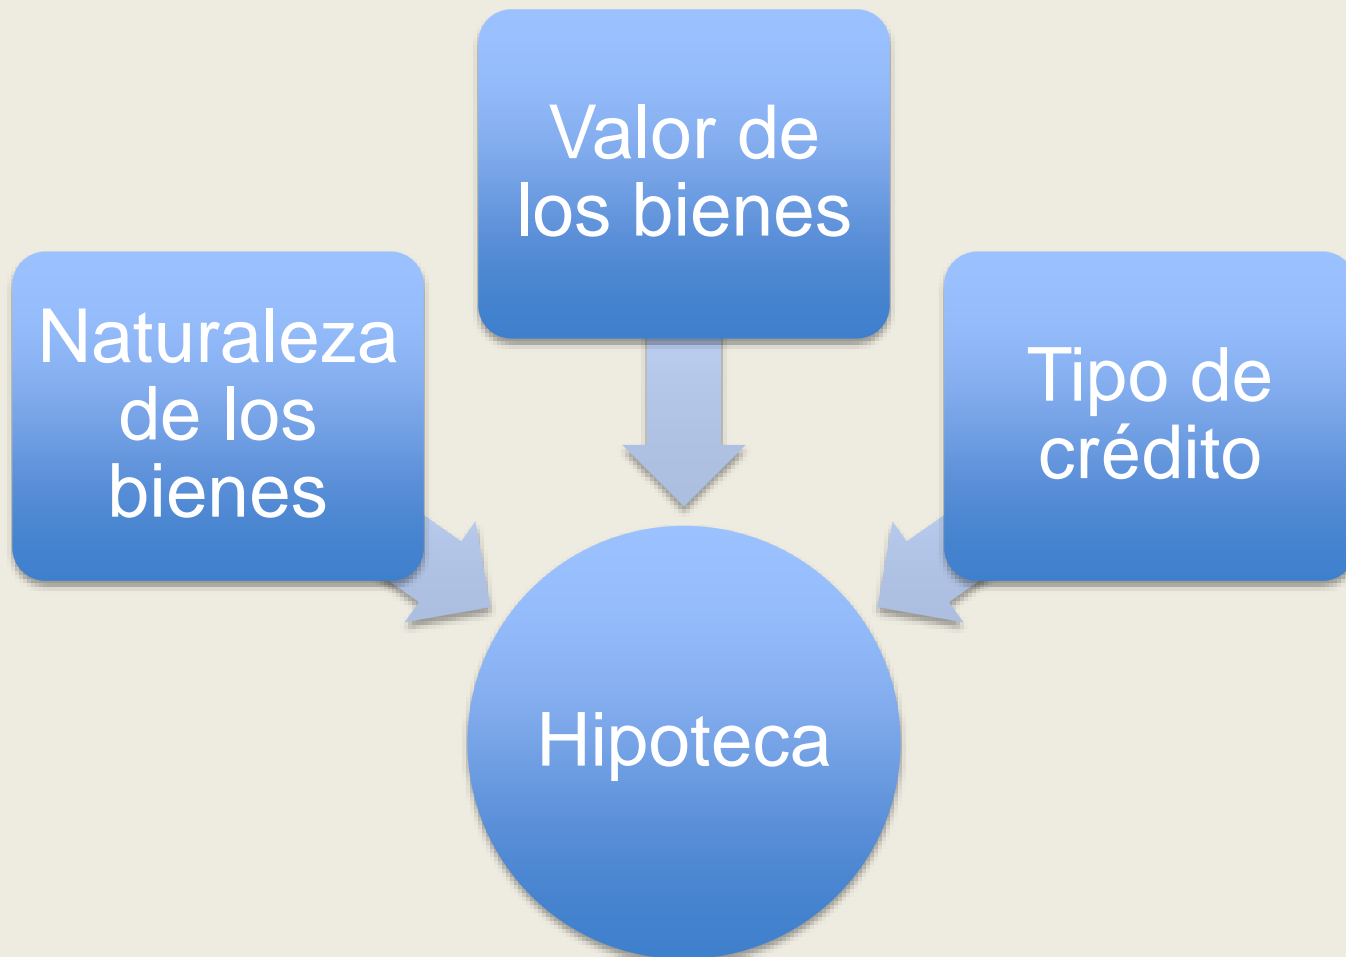 Valor de
los bienes
Naturaleza
de los
bienes
Tipo de
crédito
Hipoteca